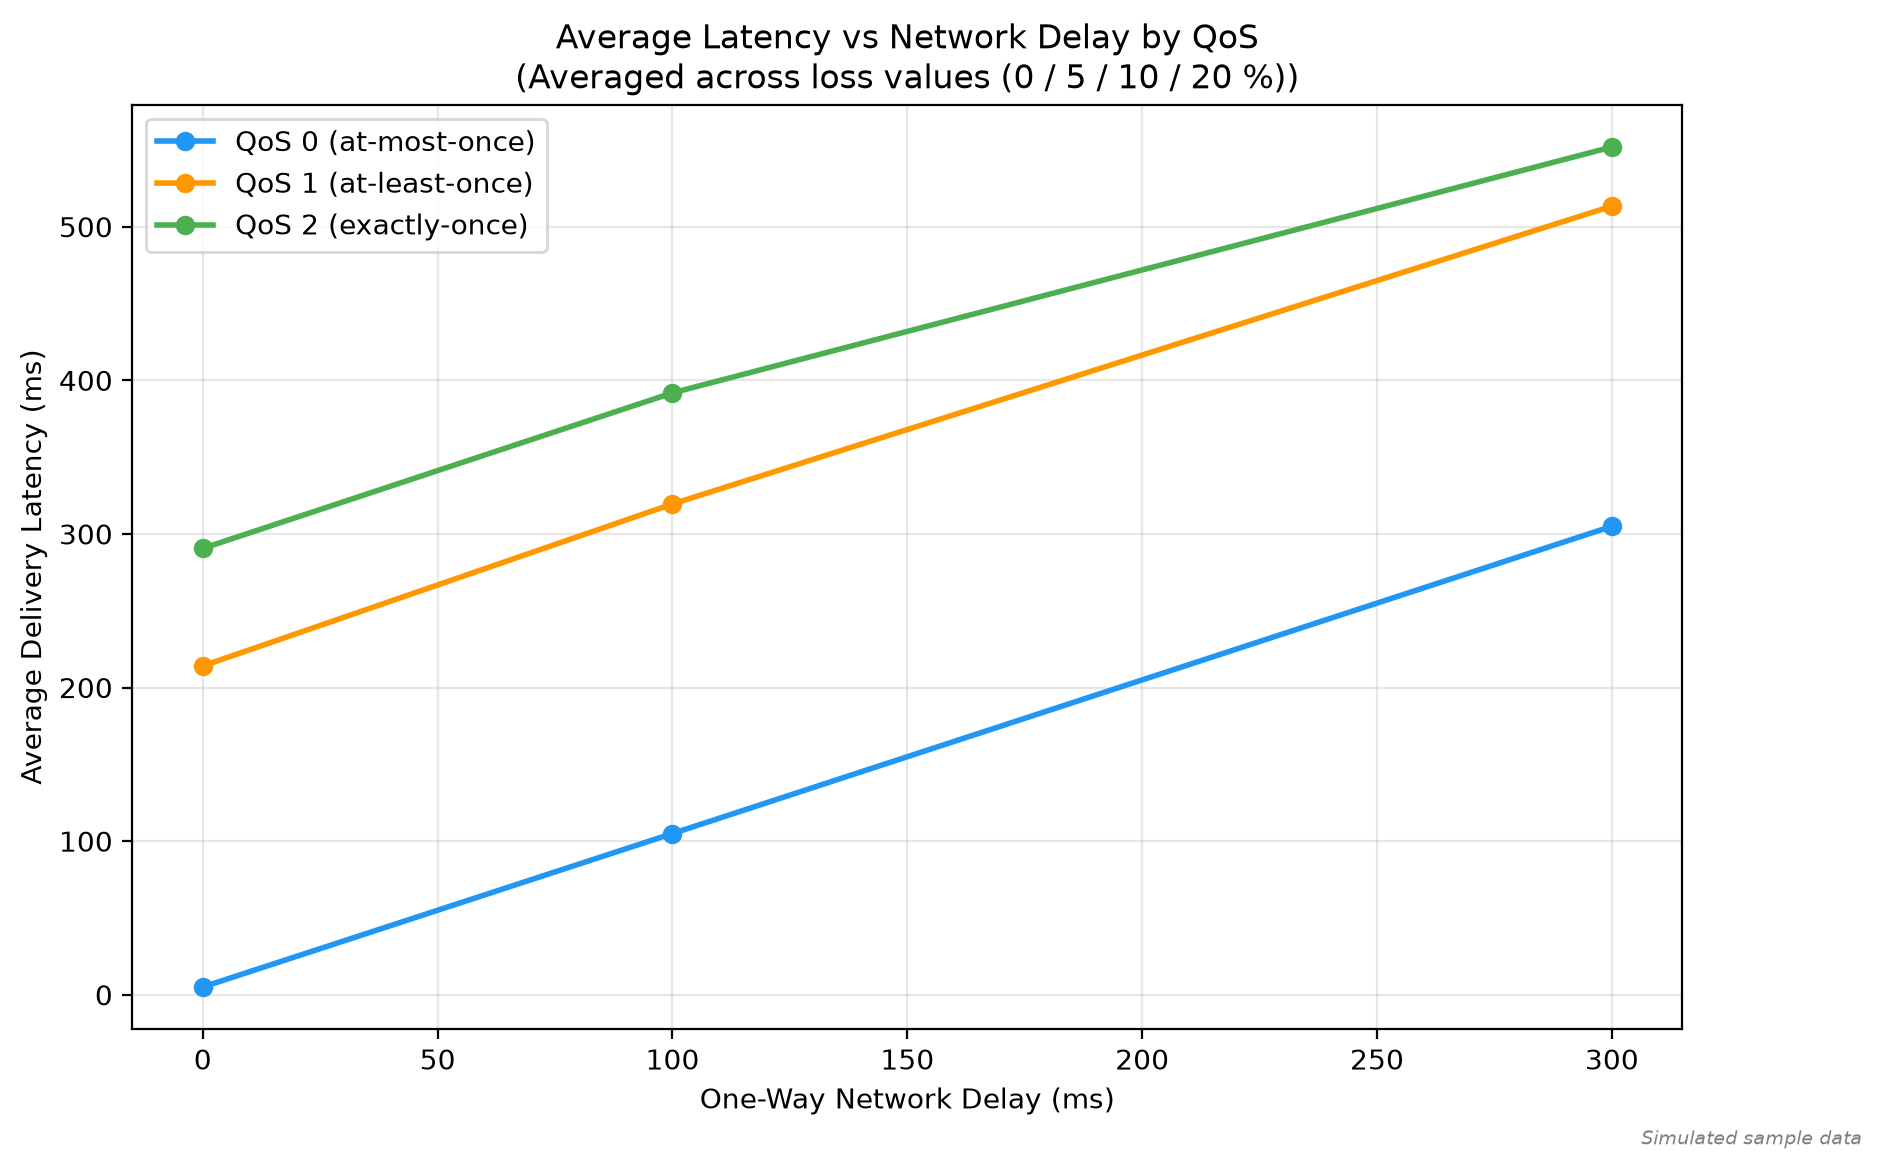 Average Latency vs Network Delay by QoS
(Averaged across loss values (0 / 5 / 10 / 20 %))
QoS 0 (at-most-once)
QoS 1 (at-least-once)
QoS 2 (exactly-once)
Average Delivery Latency (ms)
500
400
300
200
100
0
0 50 100 150 200 250 300
One-Way Network Delay (ms)
Simulated sample data